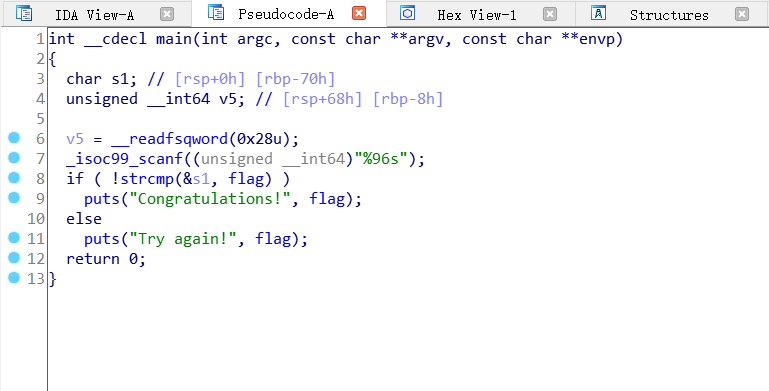 IDA View-A Pseudocode-A Hex View-1 Structures
1 int __cdecl main(int argc, const char **argv, const char **envp)
2 {
3   char s1; // [rsp+0h] [rbp-70h]
4   unsigned __int64 v5; // [rsp+68h] [rbp-8h]
5
6   v5 = __readfsqword(0x28u);
7   _isoc99_scanf((unsigned __int64)"%96s");
8   if ( !strcmp(&s1, flag) )
9     puts("Congratulations!", flag);
10   else
11     puts("Try again!", flag);
12   return 0;
13 }